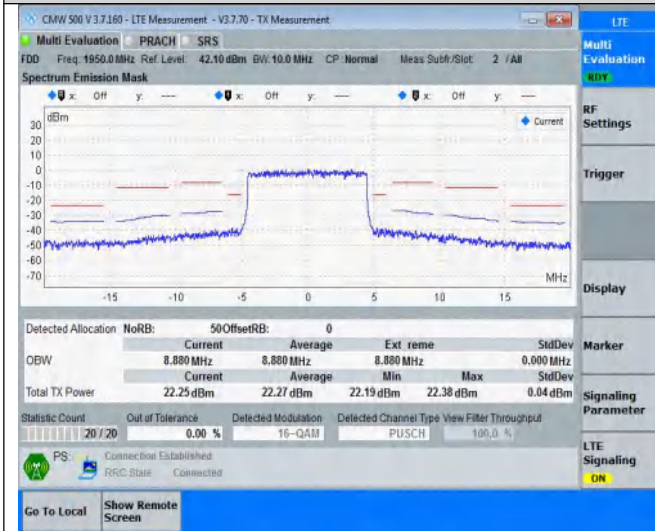 CMW 500 V 3.7.160 - LTE Measurement - V3.7.70 - TX Measurement
LTE
Multi Evaluation PRACH SRS
FDD Freq.: 1950.0 MHz Ref. Level: 42.10 dBm BW: 10.0 MHz CP: Normal Meas Subfr./Slot: 2 / All
Spectrum Emission Mask
x: Off y: --- x: Off y: --- x: Off y: ---
dBm
Current
30
20
10
0
-10
-20
-30
-40
-50
-60
-70
MHz
-15 -10 -5 0 5 10 15
Detected Allocation NoRB: 50 OffsetRB: 0
Current Average Ext reme StdDev
OBW 8.880 MHz 8.880 MHz 8.880 MHz 0.000 MHz
Current Average Min Max StdDev
Total TX Power 22.25 dBm 22.27 dBm 22.19 dBm 22.38 dBm 0.04 dBm
Statistic Count Out of Tolerance Detected Modulation Detected Channel Type View Filter Throughput
20 / 20 0.00 % 16-QAM PUSCH 100.0 %
PS: Connection Established
RRC State Connected
Multi Evaluation
RDY
RF Settings
Trigger
Display
Marker
Signaling Parameter
LTE Signaling
ON
Go To Local
Show Remote Screen